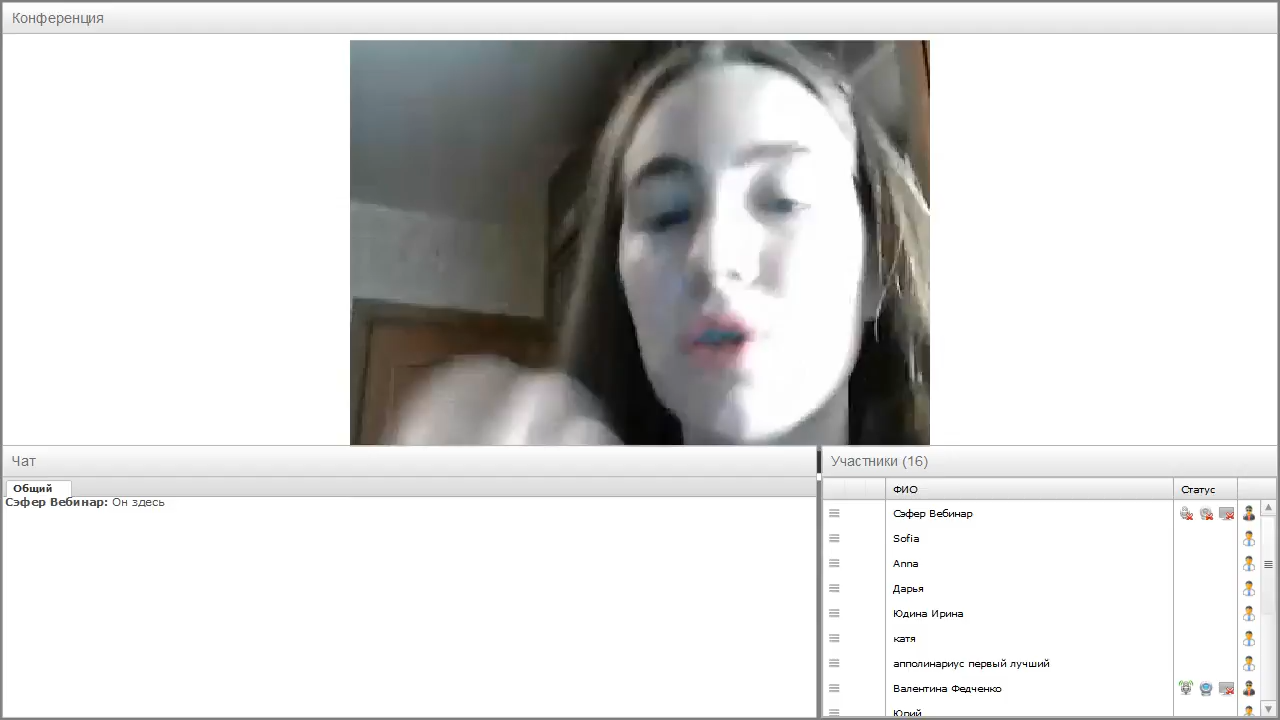 Конференция
Чат
Общий
Сэфер Вебинар: Он здесь
Участники (16)
ФИО Статус
Сэфер Вебинар
Sofia
Anna
Дарья
Юдина Ирина
катя
апполинариус первый лучший
Валентина Федченко
Юрий